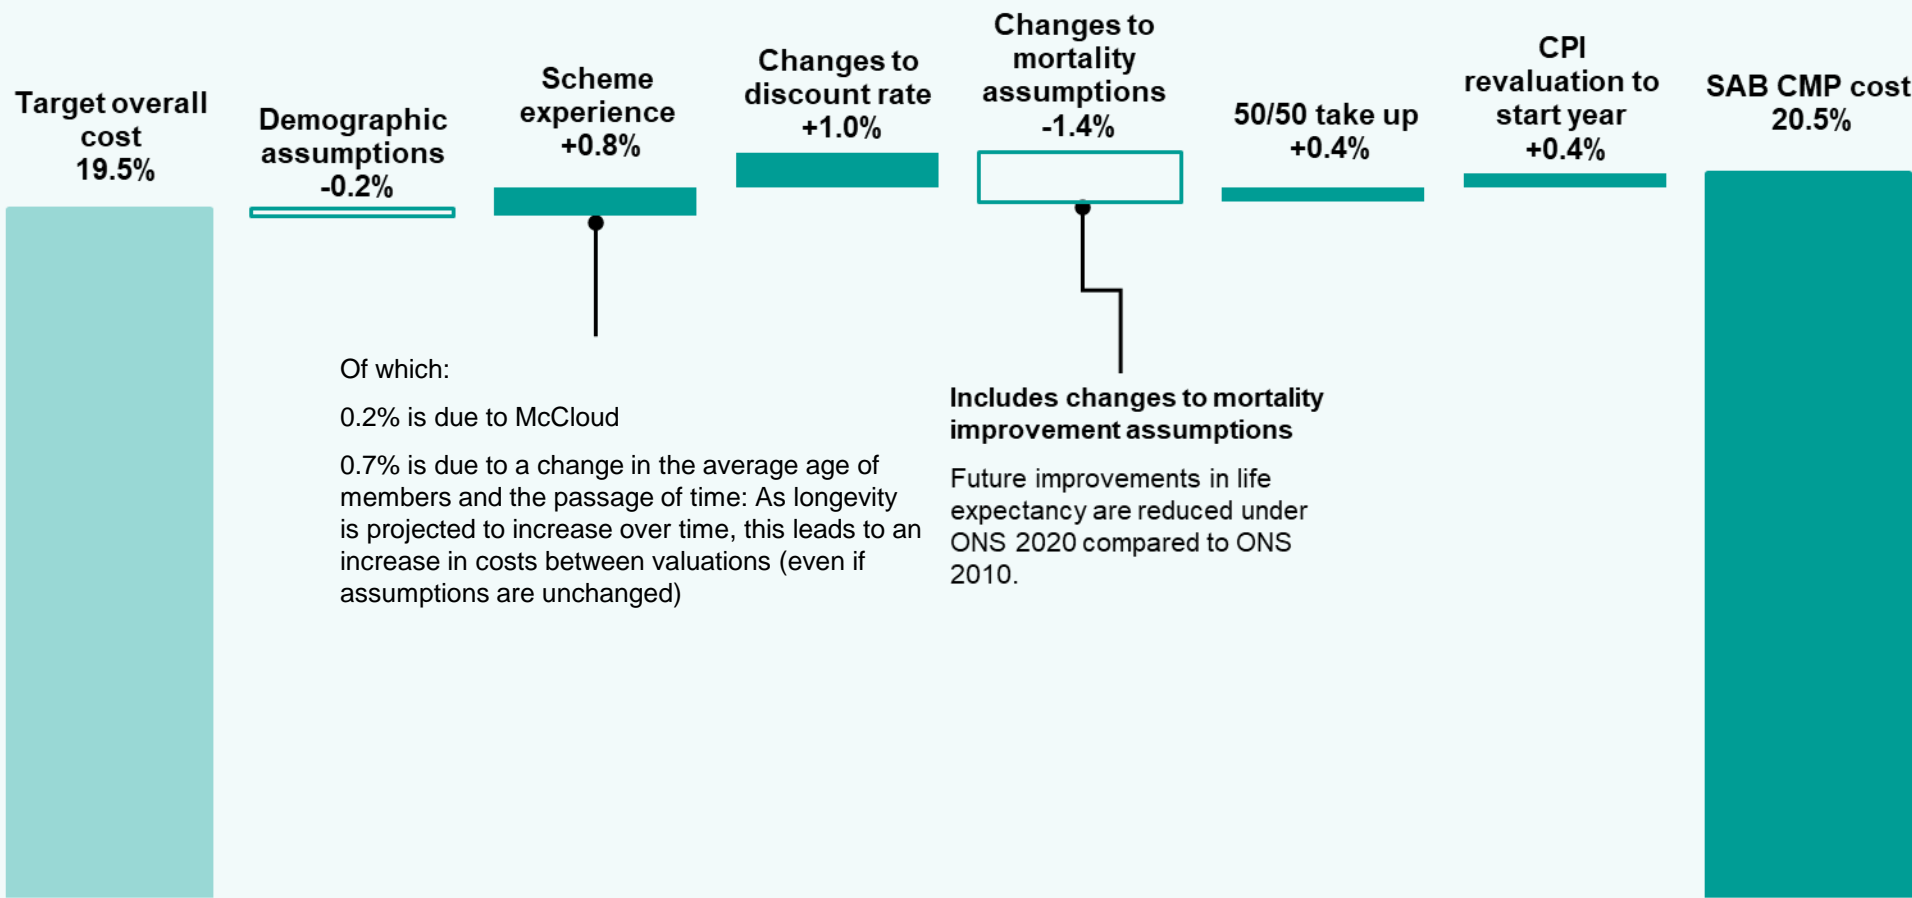 Target overall
cost
19.5%
Demographic
assumptions
-0.2%
Scheme
experience
+0.8%
Changes to
discount rate
+1.0%
Changes to
mortality
assumptions
-1.4%
50/50 take up
+0.4%
CPI
revaluation to
start year
+0.4%
SAB CMP cost
20.5%
Of which:
0.2% is due to McCloud
0.7% is due to a change in the average age of
members and the passage of time: As longevity
is projected to increase over time, this leads to an
increase in costs between valuations (even if
assumptions are unchanged)
Includes changes to mortality
improvement assumptions
Future improvements in life
expectancy are reduced under
ONS 2020 compared to ONS
2010.